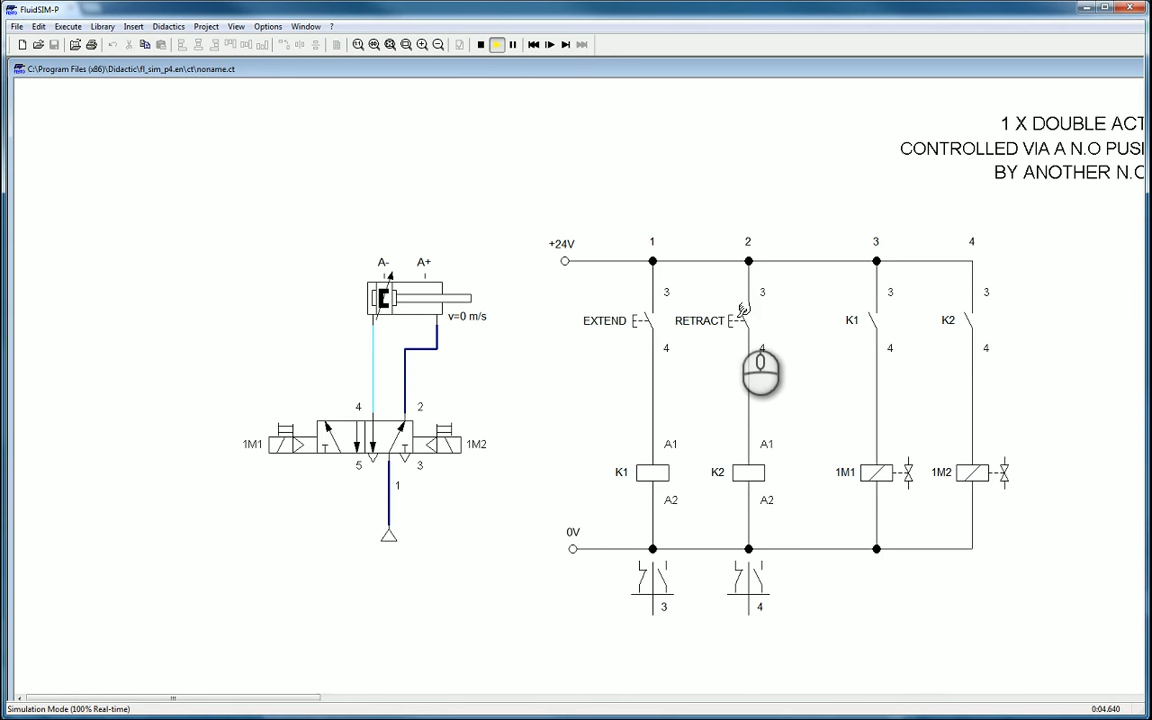 FluidSIM-P
File Edit Execute Library Insert Didactics Project View Options Window ?
C:\Program Files (x86)\Didactic\fl_sim_p4.en\ct\noname.ct
1 X DOUBLE ACT
CONTROLLED VIA A N.O PUS
BY ANOTHER N.O
+24V 1 2 3 4
A- A+
3 3 3 3
v=0 m/s
EXTEND RETRACT K1 K2
4 4 4 4
4 2
1M1 1M2
A1 A1
5 3
K1 K2 1M1 1M2
1
A2 A2
0V
3 4
Simulation Mode (100% Real-time) 0:04.640